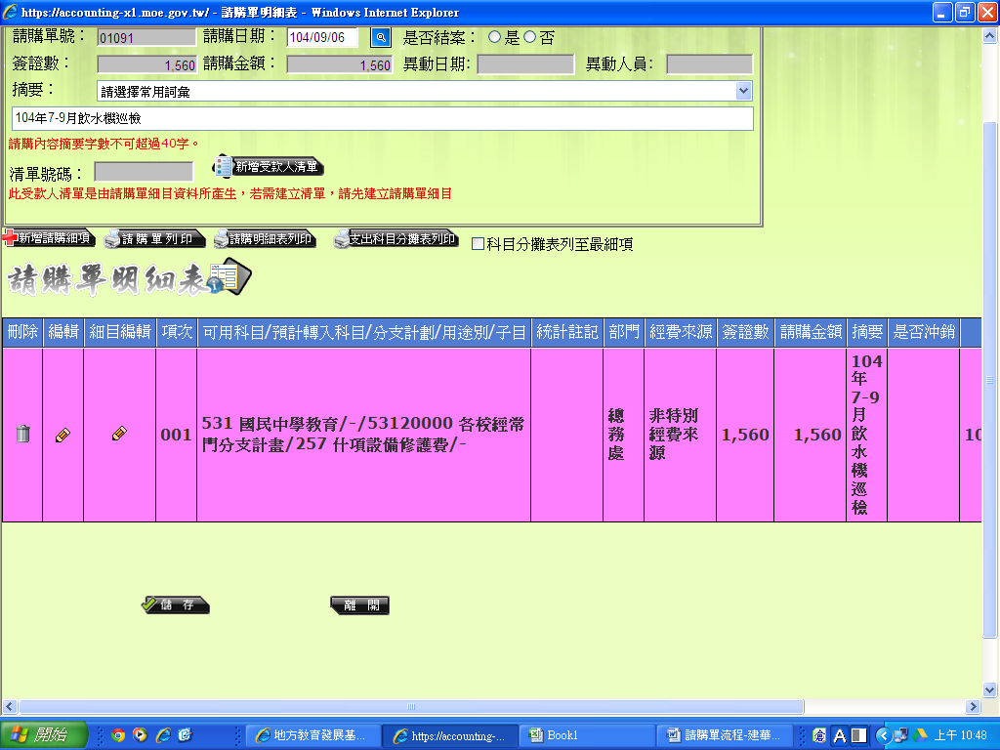 https://accounting-x1.moe.gov.tw/ - 請購單明細表 - Windows Internet Explorer
請購單號： 01091 請購日期： 104/09/06 是否結案： 是 否
簽證數： 1,560 請購金額： 1,560 異動日期: 異動人員:
摘要： 請選擇常用詞彙
104年7-9月飲水機巡檢
請購內容摘要字數不可超過40字。
清單號碼： 新增受款人清單
此受款人清單是由請購單細目資料所產生，若需建立清單，請先建立請購單細目
新增請購細項 請購單列印 請購明細表列印 支出科目分攤表列印 科目分攤表列至最細項
請購單明細表
刪除 編輯 細目編輯 項次 可用科目/預計轉入科目/分支計劃/用途別/子目 統計註記 部門 經費來源 簽證數 請購金額 摘要 是否沖銷
001 531 國民中學教育/-/53120000 各校經常門分支計畫/257 什項設備修護費/- 總務處 非特別經費來源 1,560 1,560 104年7-9月飲水機巡檢 10
儲存 離開
開始 地方教育發展基... https://accounting-... Book1 請購單流程-建華... A 上午 10:48